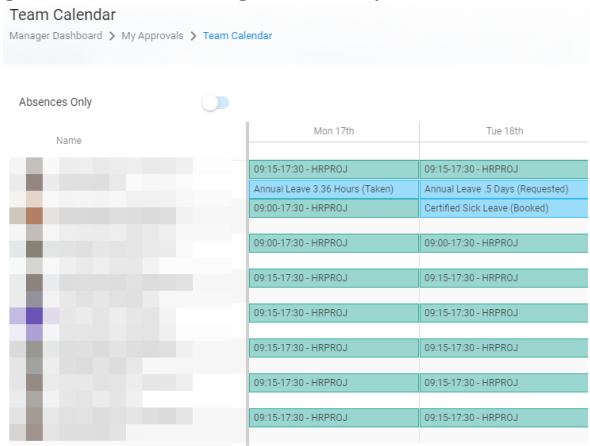 Team Calendar
Manager Dashboard > My Approvals > Team Calendar
Absences Only
Name
Mon 17th Tue 18th
09:15-17:30 - HRPROJ 09:15-17:30 - HRPROJ
Annual Leave 3.36 Hours (Taken) Annual Leave .5 Days (Requested)
09:00-17:30 - HRPROJ Certified Sick Leave (Booked)
09:00-17:30 - HRPROJ 09:00-17:30 - HRPROJ
09:15-17:30 - HRPROJ 09:15-17:30 - HRPROJ
09:15-17:30 - HRPROJ 09:15-17:30 - HRPROJ
09:15-17:30 - HRPROJ 09:15-17:30 - HRPROJ
09:15-17:30 - HRPROJ 09:15-17:30 - HRPROJ
09:15-17:30 - HRPROJ 09:15-17:30 - HRPROJ